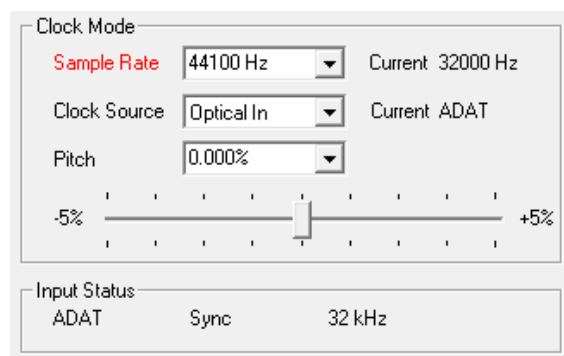 Clock Mode
Sample Rate 44100 Hz Current 32000 Hz
Clock Source Optical In Current ADAT
Pitch 0.000%
-5% +5%
Input Status
ADAT Sync 32 kHz